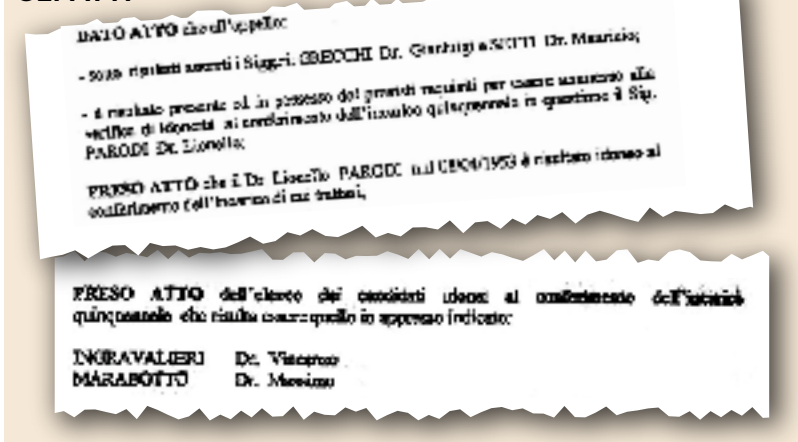 DATO ATTO che all'appello:
- sono risultati assenti i Sigg.ri. GRECCHI Dr. Gianluigi e NITTI Dr. Maurizio;
- è risultato presente ed in possesso dei previsti requisiti per essere ammesso alla
verifica di idoneità al conferimento dell'incarico quinquennale in questione il Sig.
PARODI Dr. Lionello;
PRESO ATTO che il Dr. Lionello PARODI nato il 08/04/1953 è risultato idoneo al
conferimento dell'incarico di cui trattasi,
PRESO ATTO dell'elenco dei candidati idonei al conferimento dell'incarico
quinquennale che risulta essere quello in appresso indicato:
INGRAVALIERI Dr. Vincenzo
MARABOTTO Dr. Massimo